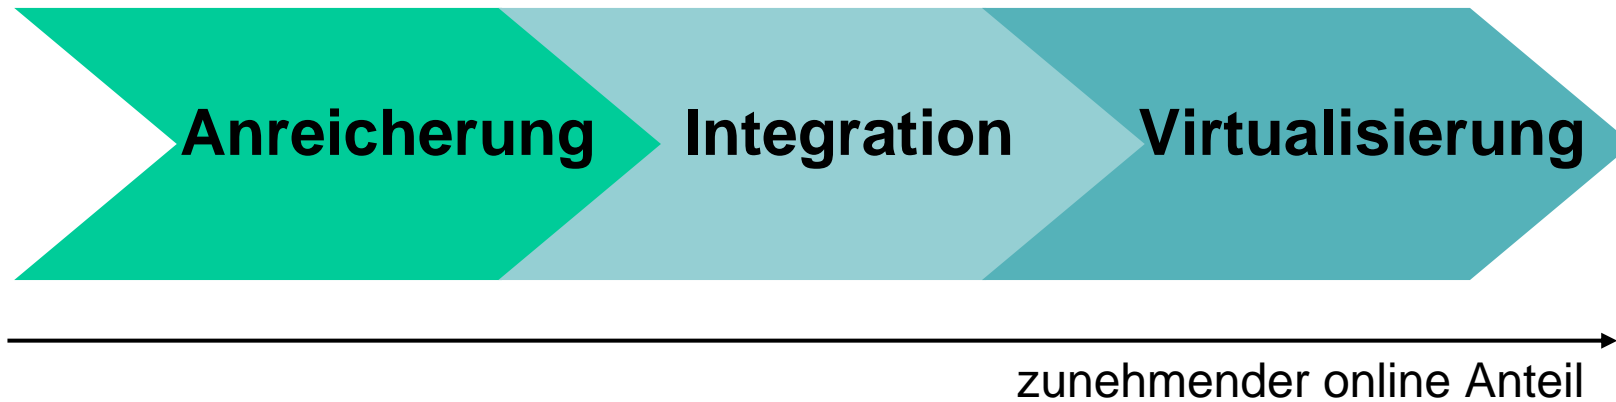 Anreicherung Integration Virtualisierung
zunehmender online Anteil